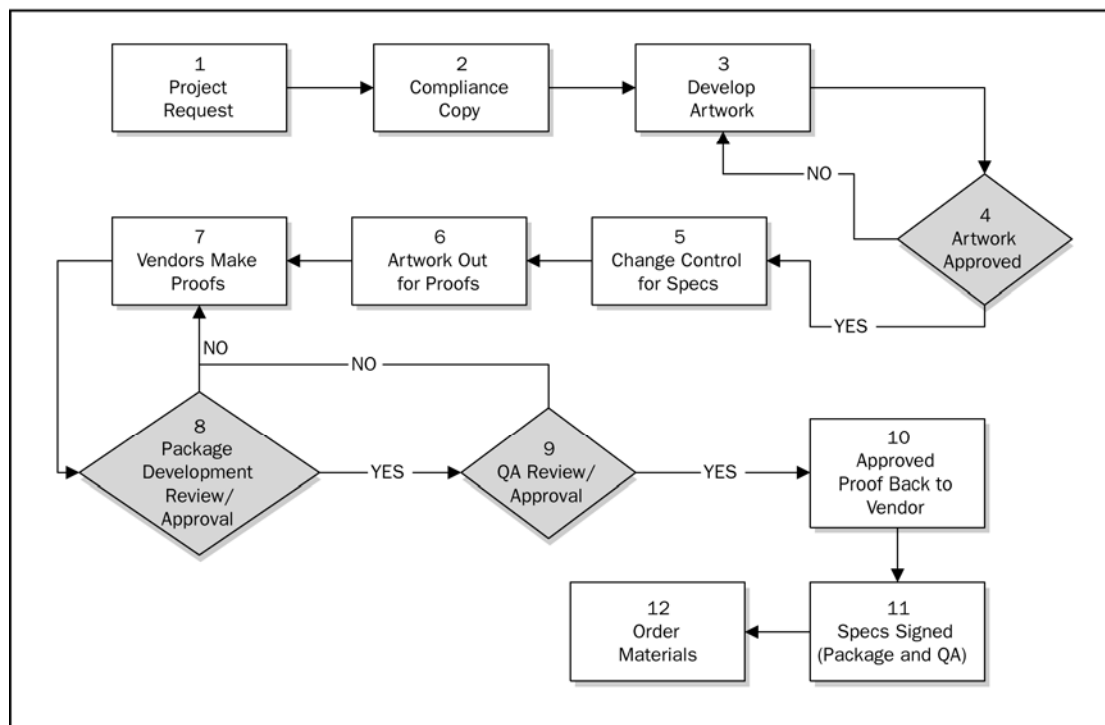 1
Project
Request
2
Compliance
Copy
3
Develop
Artwork
NO
4
Artwork
Approved
7
Vendors Make
Proofs
6
Artwork Out
for Proofs
5
Change Control
for Specs
YES
NO
NO
8
Package
Development
Review/
Approval
YES
9
QA Review/
Approval
YES
10
Approved
Proof Back to
Vendor
12
Order
Materials
11
Specs Signed
(Package and QA)